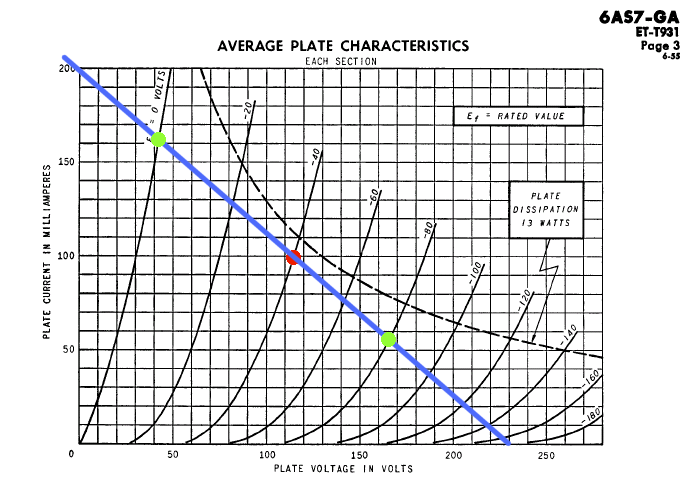 6AS7-GA
ET-T931
Page 3
6-55
AVERAGE PLATE CHARACTERISTICS
EACH SECTION
PLATE CURRENT IN MILLIAMPERES
200
150
100
50
0
= 0 VOLTS
-20
-40
-60
-80
-100
-120
-140
-160
-180
Ef = RATED VALUE
PLATE
DISSIPATION
13 WATTS
50
100
150
200
250
PLATE VOLTAGE IN VOLTS